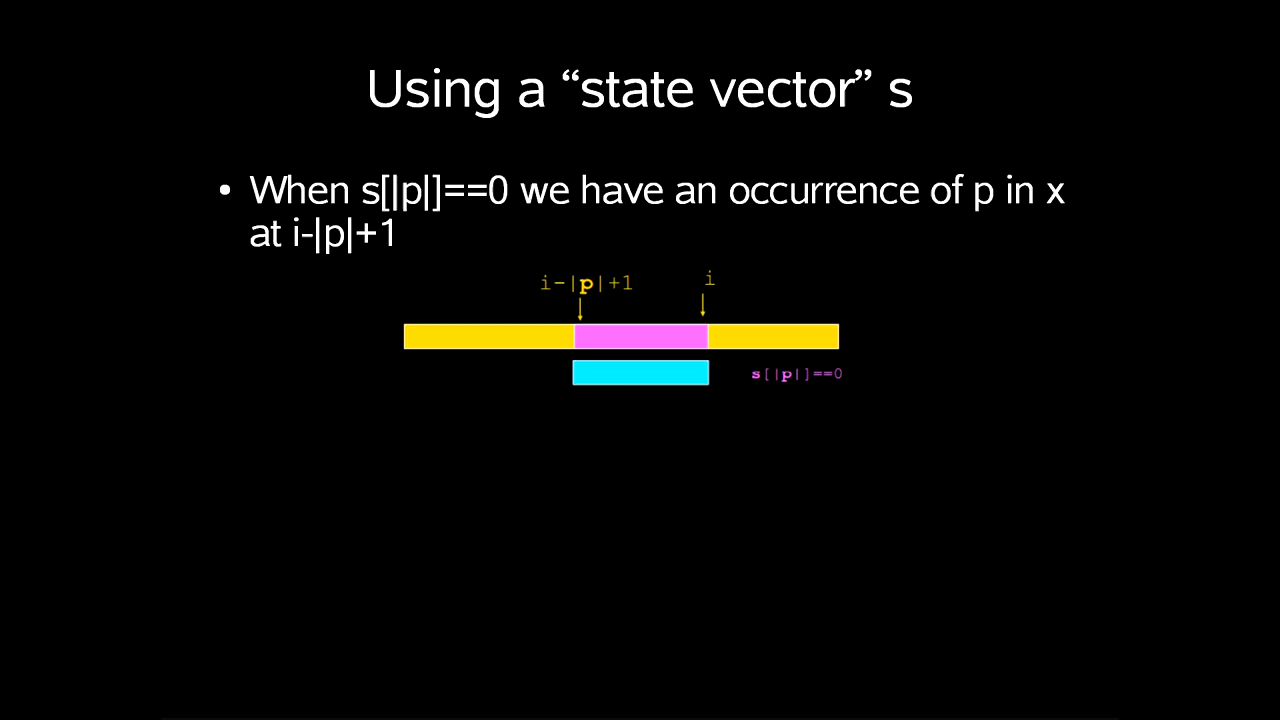 Using a “state vector” s
• When s[|p|]==0 we have an occurrence of p in x
at i-|p|+1
i-|p|+1
i
s[|p|]==0